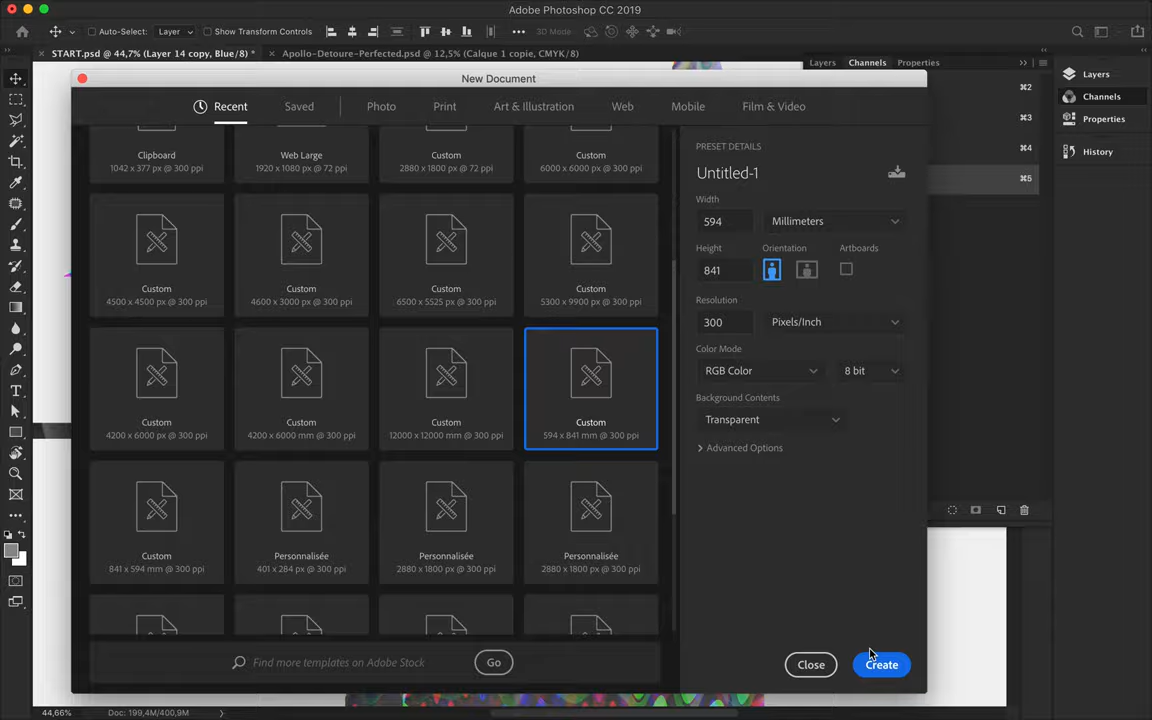 Adobe Photoshop CC 2019
Auto-Select: Layer Show Transform Controls ••• 3D Mode:
× START.psd @ 44,7% (Layer 14 copy, Blue/8) * × Apollo-Detoure-Perfected.psd @ 12,5% (Calque 1 copie, CMYK/8)
Layers Channels Properties
New Document
Recent Saved Photo Print Art & Illustration Web Mobile Film & Video
Clipboard Web Large Custom Custom
1042 x 377 px @ 300 ppi 1920 x 1080 px @ 72 ppi 2880 x 1800 px @ 72 ppi 6000 x 6000 px @ 300 ppi
Custom Custom Custom Custom
4500 x 4500 px @ 300 ppi 4600 x 3000 px @ 300 ppi 6500 x 5525 px @ 300 ppi 5300 x 9900 px @ 300 ppi
Custom Custom Custom Custom
4200 x 6000 px @ 300 ppi 4200 x 6000 mm @ 300 ppi 12000 x 12000 mm @ 300 ppi 594 x 841 mm @ 300 ppi
Custom Personnalisée Personnalisée Personnalisée
841 x 594 mm @ 300 ppi 401 x 284 px @ 300 ppi 2880 x 1800 px @ 300 ppi 2880 x 1800 px @ 300 ppi
Find more templates on Adobe Stock Go
PRESET DETAILS
Untitled-1
Width
594 Millimeters
Height Orientation Artboards
841
Resolution
300 Pixels/Inch
Color Mode
RGB Color 8 bit
Background Contents
Transparent
Advanced Options
Close Create
⌘2
⌘3
⌘4
⌘5
Layers
Channels
Properties
History
44,66% Doc: 199,4M/400,9M